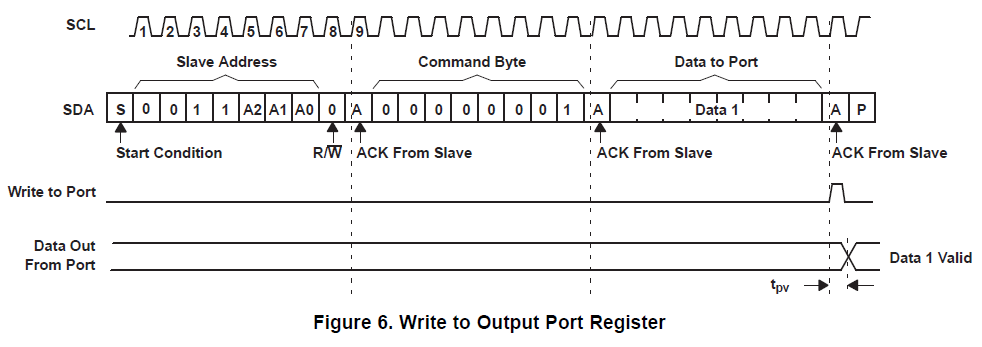 SCL
1 2 3 4 5 6 7 8 9
Slave Address Command Byte Data to Port
SDA S 0 0 1 1 A2 A1 A0 0 A 0 0 0 0 0 0 0 1 A Data 1 A P
Start Condition R/W̅ ACK From Slave ACK From Slave ACK From Slave
Write to Port
Data Out
From Port
Data 1 Valid
tpv
Figure 6. Write to Output Port Register